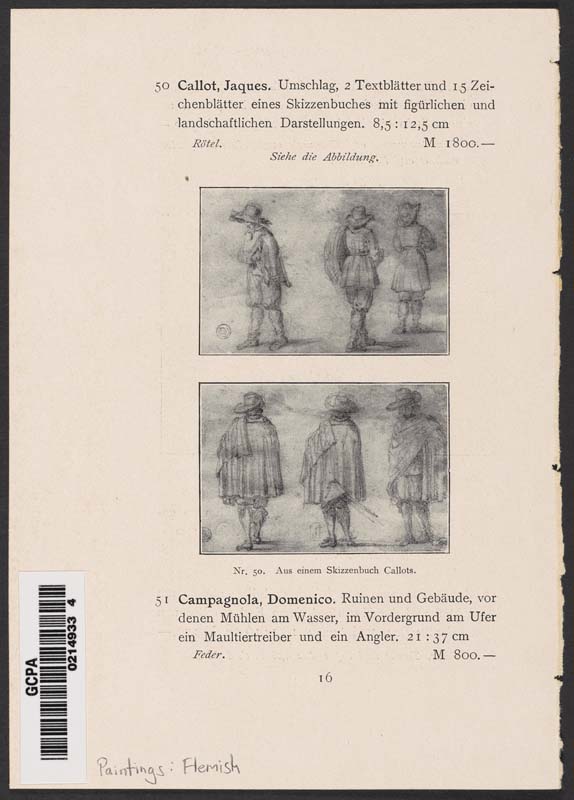 50 Callot, Jaques. Umschlag, 2 Textblätter und 15 Zei-
chenblätter eines Skizzenbuches mit figürlichen und
landschaftlichen Darstellungen. 8,5 : 12,5 cm
Rötel. M 1800.—
Siehe die Abbildung.
Nr. 50. Aus einem Skizzenbuch Callots.
51 Campagnola, Domenico. Ruinen und Gebäude, vor
denen Mühlen am Wasser, im Vordergrund am Ufer
ein Maultiertreiber und ein Angler. 21 : 37 cm
Feder. M 800.—
16
GCPA
0214933 4
Paintings: Flemish